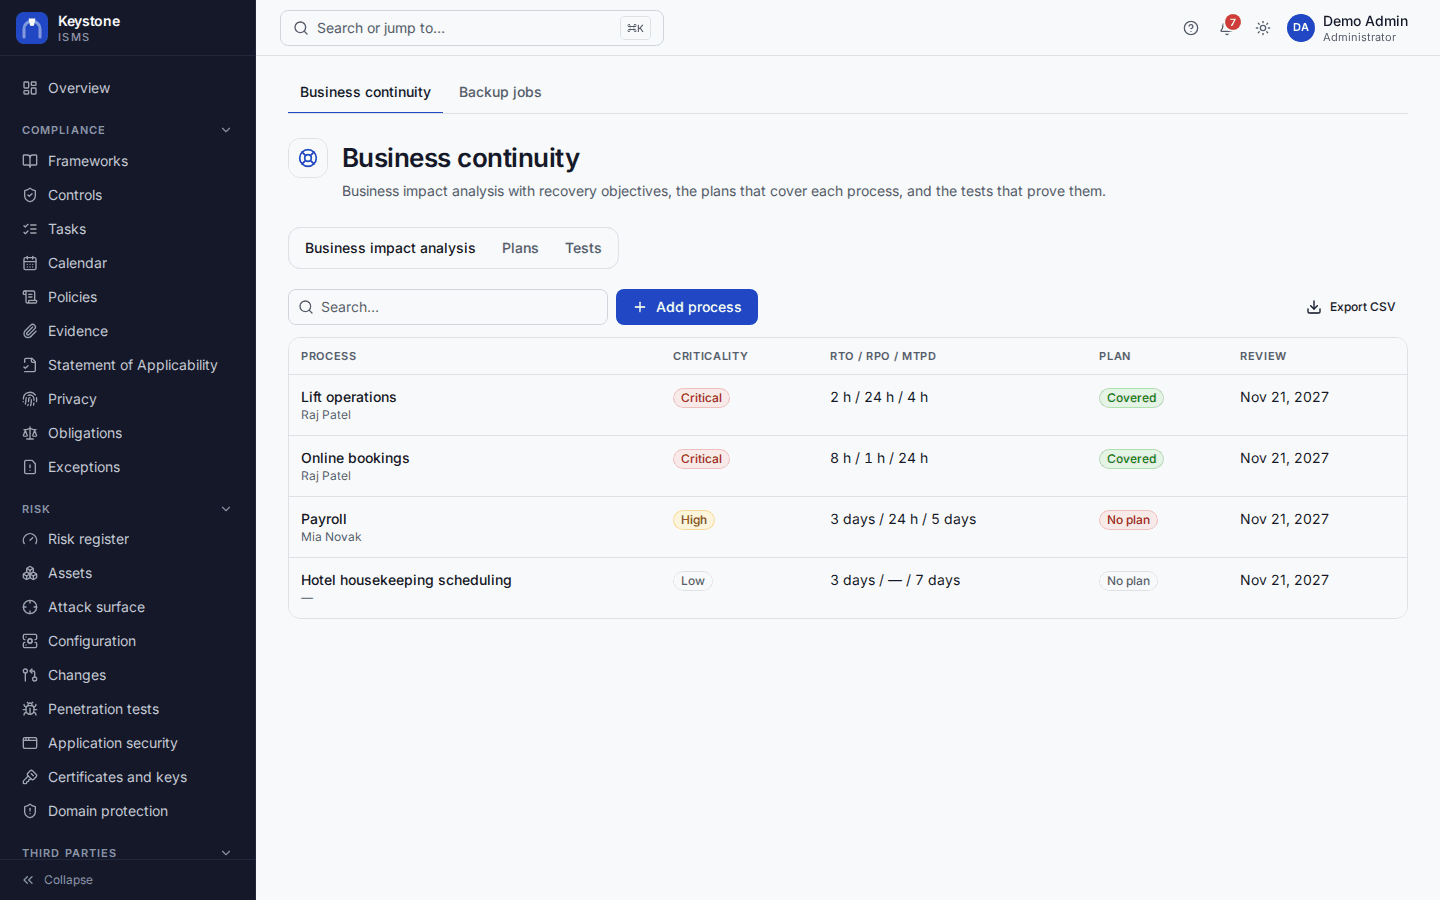 Keystone
ISMS
Search or jump to...
⌘K
7
DA
Demo Admin
Administrator
Overview
COMPLIANCE
Frameworks
Controls
Tasks
Calendar
Policies
Evidence
Statement of Applicability
Privacy
Obligations
Exceptions
RISK
Risk register
Assets
Attack surface
Configuration
Changes
Penetration tests
Application security
Certificates and keys
Domain protection
THIRD PARTIES
Collapse
Business continuity
Backup jobs
Business continuity
Business impact analysis with recovery objectives, the plans that cover each process, and the tests that prove them.
Business impact analysis
Plans
Tests
Search...
Add process
Export CSV
PROCESS CRITICALITY RTO / RPO / MTPD PLAN REVIEW
Lift operations Critical 2 h / 24 h / 4 h Covered Nov 21, 2027
Raj Patel
Online bookings Critical 8 h / 1 h / 24 h Covered Nov 21, 2027
Raj Patel
Payroll High 3 days / 24 h / 5 days No plan Nov 21, 2027
Mia Novak
Hotel housekeeping scheduling Low 3 days / — / 7 days No plan Nov 21, 2027
—